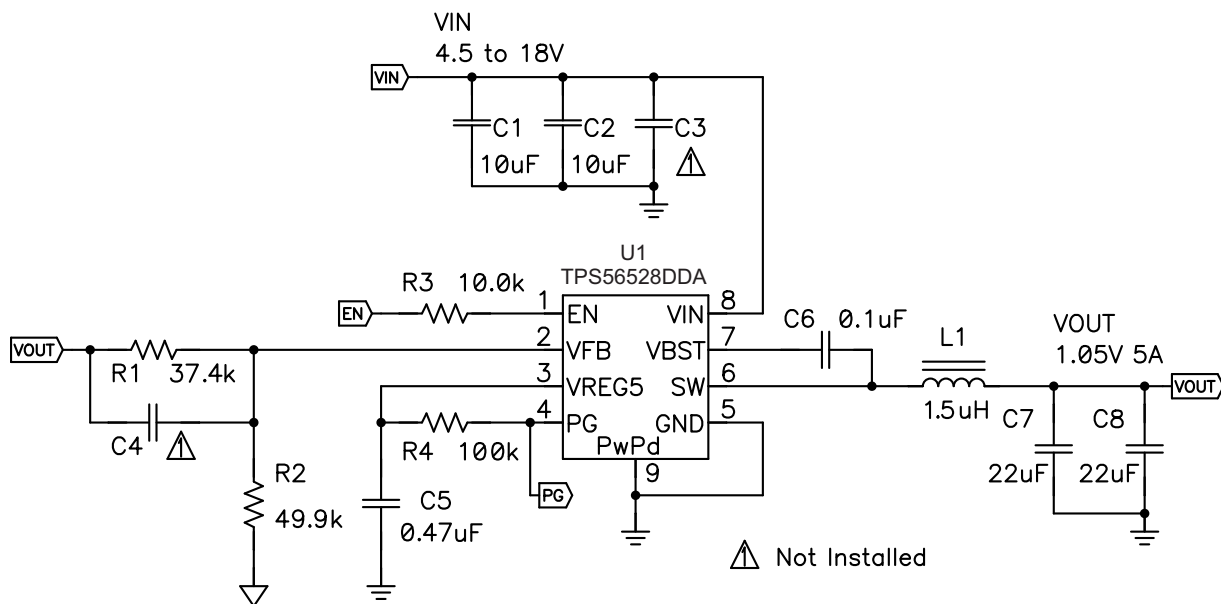 VIN
4.5 to 18V
VIN
C1
C2
C3
10uF
10uF
1
U1
TPS56528DDA
R3 10.0k
EN
1
EN
VIN
8
C6 0.1uF
VOUT
R1 37.4k
2
VFB
VBST
7
L1
VOUT
1.05V 5A
3
VREG5
SW
6
VOUT
1.5uH
C4
1
R4 100k
4
PG
GND
5
PwPd
9
PG
C7
22uF
C8
22uF
R2
49.9k
C5
0.47uF
1 Not Installed